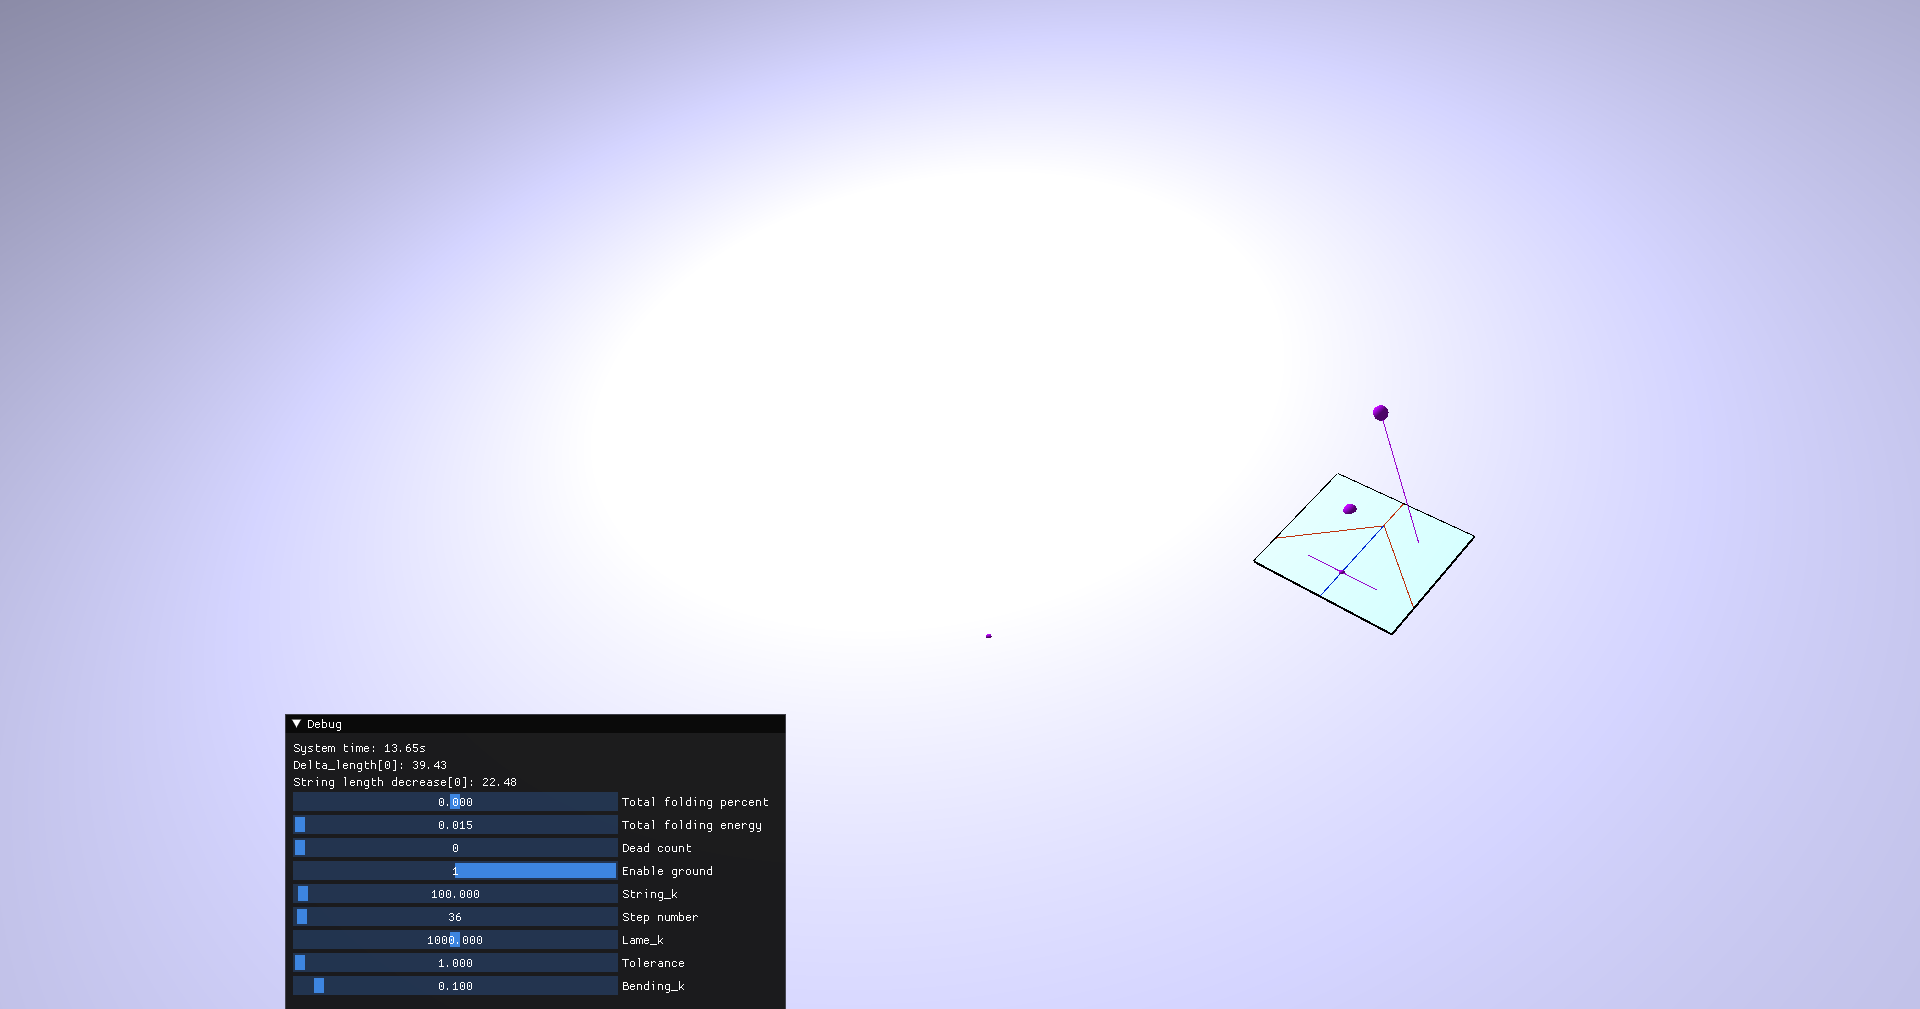 Debug
System time: 13.65s
Delta_length[0]: 39.43
String length decrease[0]: 22.48
0.000 Total folding percent
0.015 Total folding energy
0 Dead count
1 Enable ground
100.000 String_k
36 Step number
1000.000 Lame_k
1.000 Tolerance
0.100 Bending_k